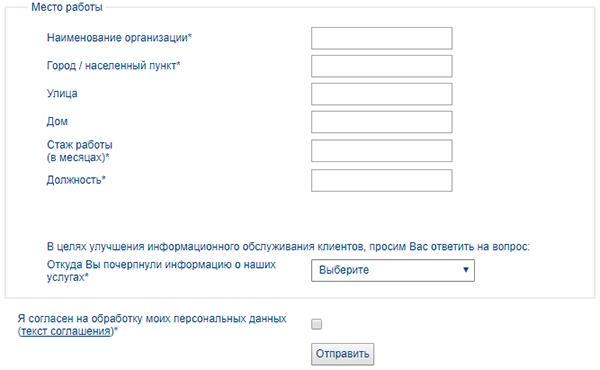 Место работы
Наименование организации*
Город / населенный пункт*
Улица
Дом
Стаж работы
(в месяцах)*
Должность*
В целях улучшения информационного обслуживания клиентов, просим Вас ответить на вопрос:
Откуда Вы почерпнули информацию о наших
услугах*
Выберите
Я согласен на обработку моих персональных данных
(текст соглашения)*
Отправить